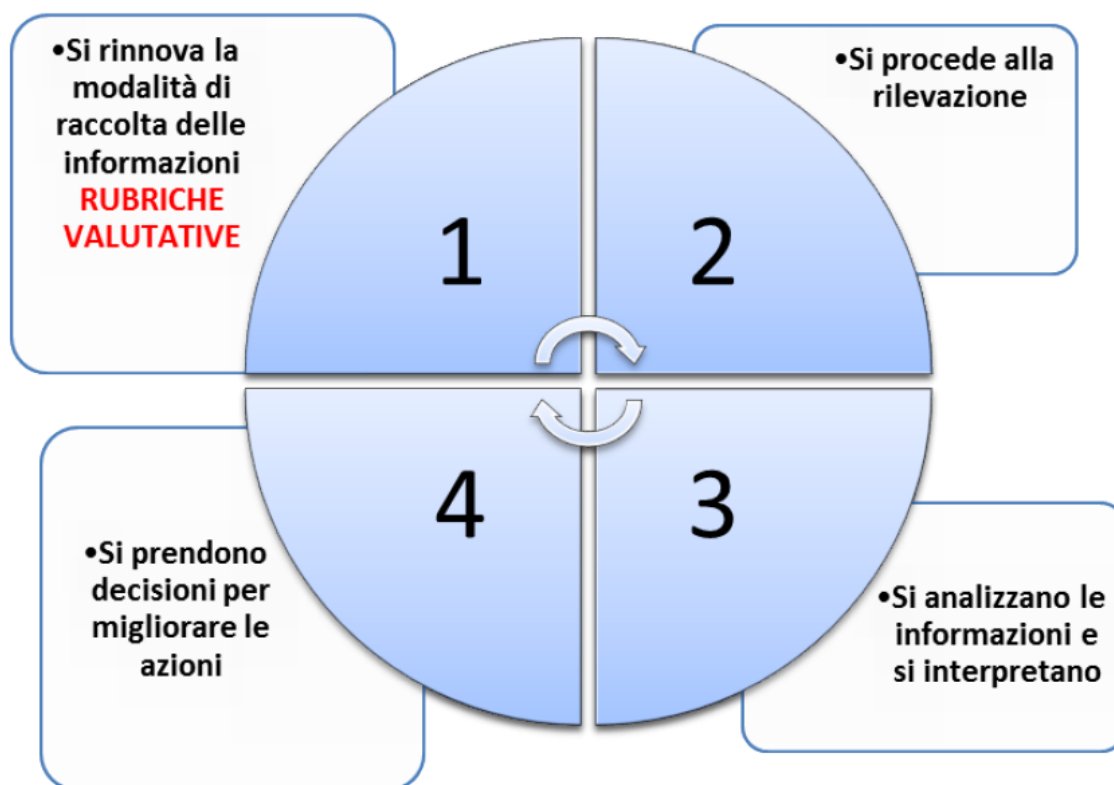 •Si rinnova la
modalità di
raccolta delle
informazioni
RUBRICHE
VALUTATIVE
1
2
•Si procede alla
rilevazione
4
•Si prendono
decisioni per
migliorare le
azioni
3
•Si analizzano le
informazioni e
si interpretano